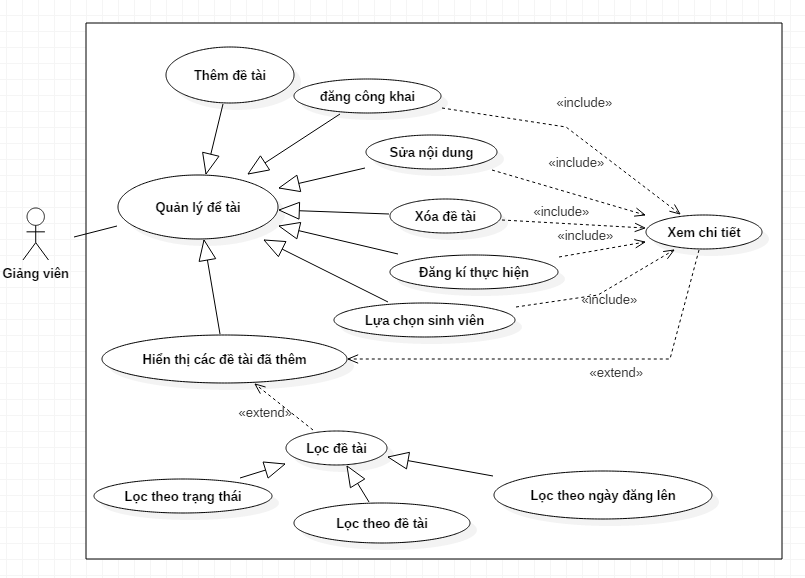 Thêm đề tài
đăng công khai
«include»
Sửa nội dung
«include»
Quản lý để tài
Xóa đề tài
«include»
Xem chi tiết
«include»
Giảng viên
Đăng kí thực hiện
«include»
Lựa chọn sinh viên
Hiển thị các đề tài đã thêm
«extend»
«extend»
Lọc đề tài
Lọc theo trạng thái
Lọc theo ngày đăng lên
Lọc theo đề tài